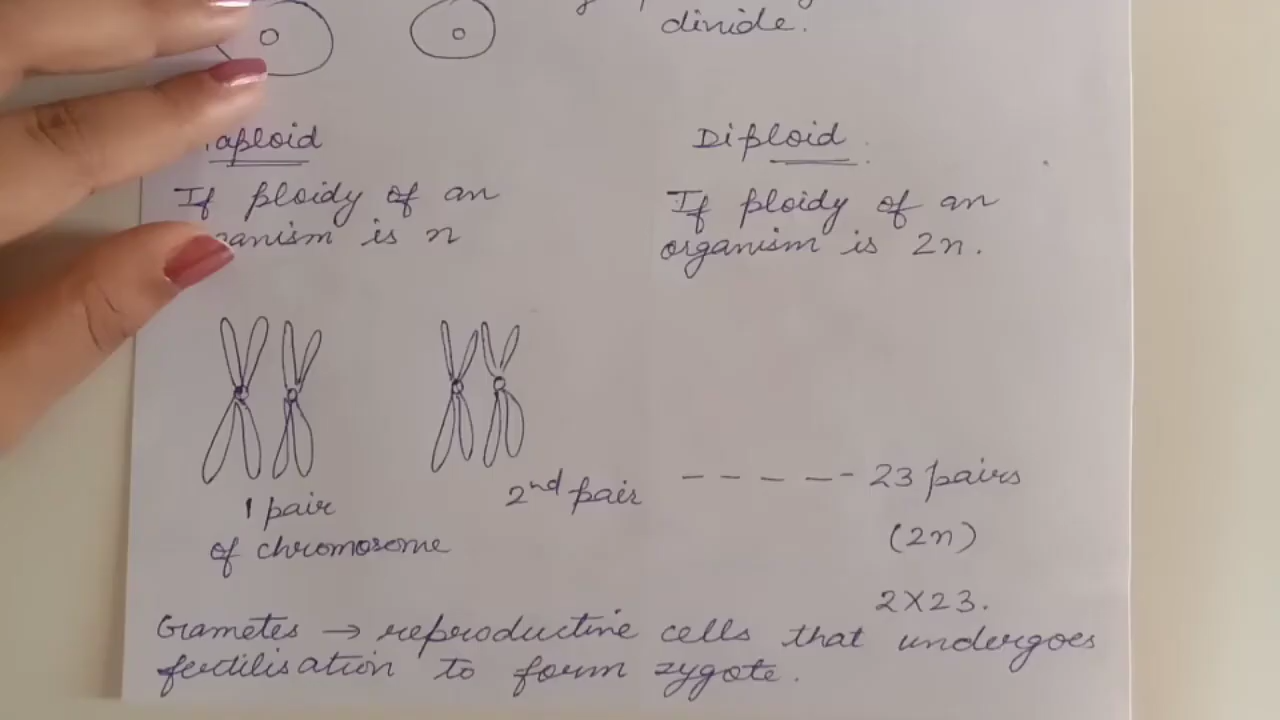 divide.
aploid
Diploid
If ploidy of an
anism is n
If ploidy of an
organism is 2n.
1 pair
of chromosome
2nd pair
- - - - - 23 pairs
(2n)
2X23.
Gametes → reproductive cells that undergoes
fertilisation to form zygote.